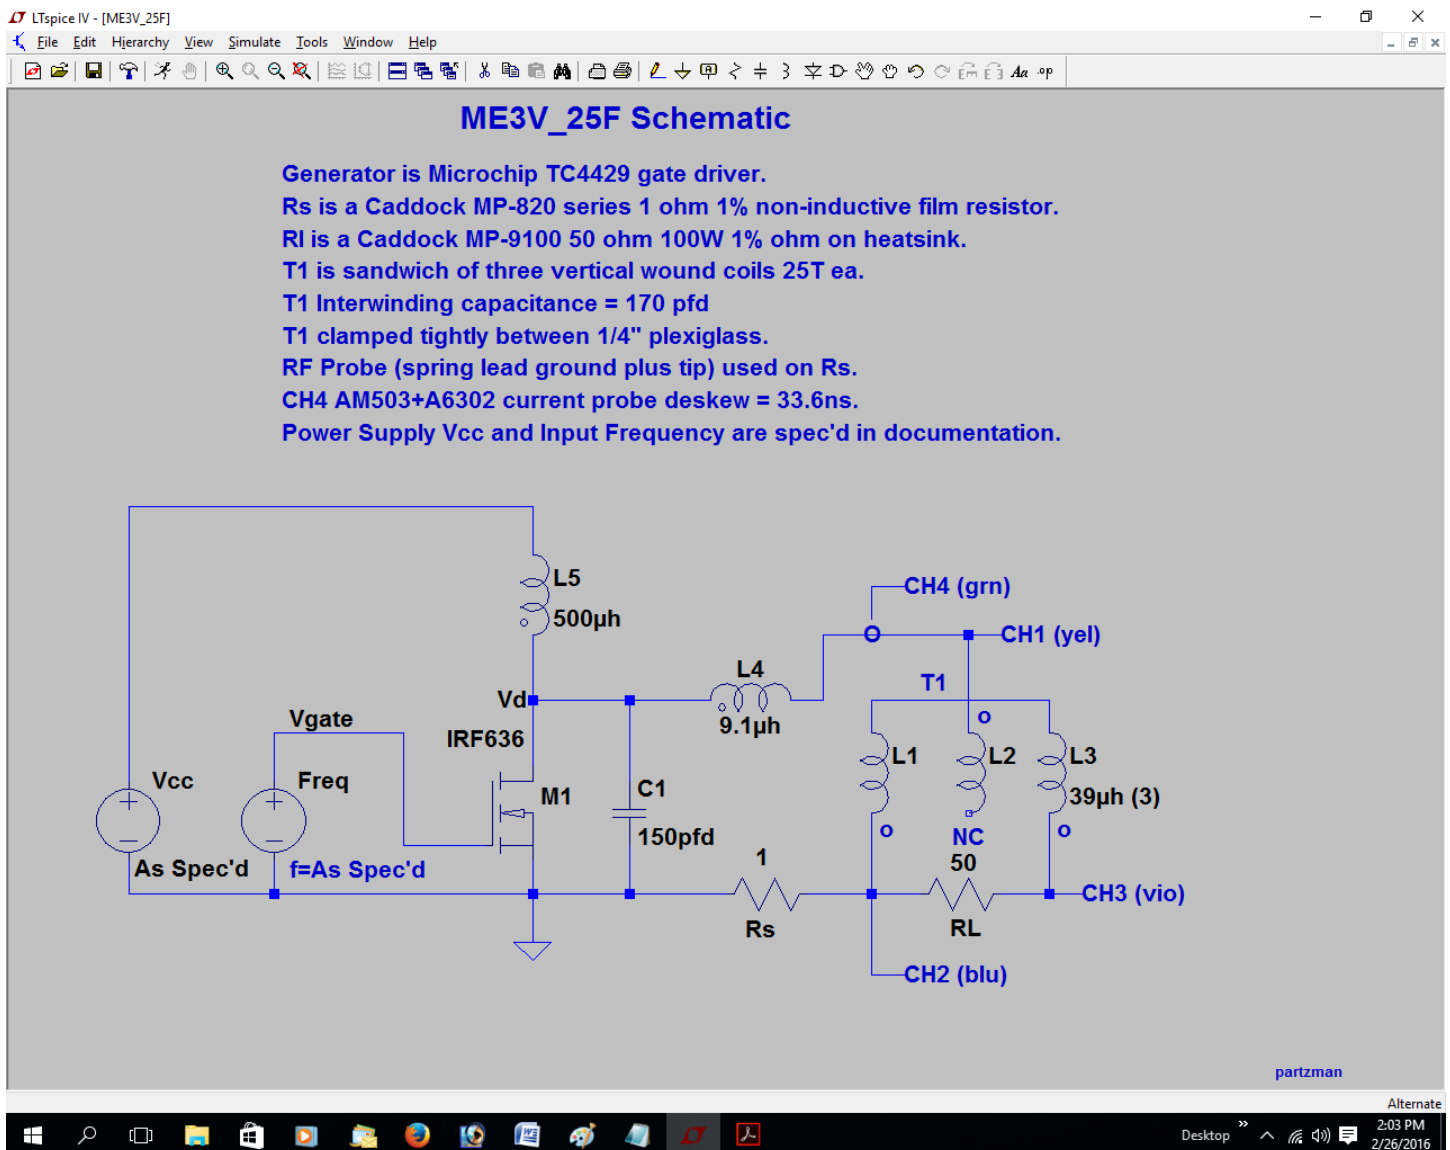 LTspice IV - [ME3V_25F]
File Edit Hierarchy View Simulate Tools Window Help
Aa .op
ME3V_25F Schematic
Generator is Microchip TC4429 gate driver.
Rs is a Caddock MP-820 series 1 ohm 1% non-inductive film resistor.
Rl is a Caddock MP-9100 50 ohm 100W 1% ohm on heatsink.
T1 is sandwich of three vertical wound coils 25T ea.
T1 Interwinding capacitance = 170 pfd
T1 clamped tightly between 1/4" plexiglass.
RF Probe (spring lead ground plus tip) used on Rs.
CH4 AM503+A6302 current probe deskew = 33.6ns.
Power Supply Vcc and Input Frequency are spec'd in documentation.
L5
500µh
CH4 (grn)
CH1 (yel)
L4
9.1µh
T1
Vd
Vgate
IRF636
L1
L2
L3
39µh (3)
Vcc
Freq
M1
C1
150pfd
NC
As Spec'd
f=As Spec'd
1
50
Rs
RL
CH3 (vio)
CH2 (blu)
partzman
Alternate
Desktop
2:03 PM
2/26/2016